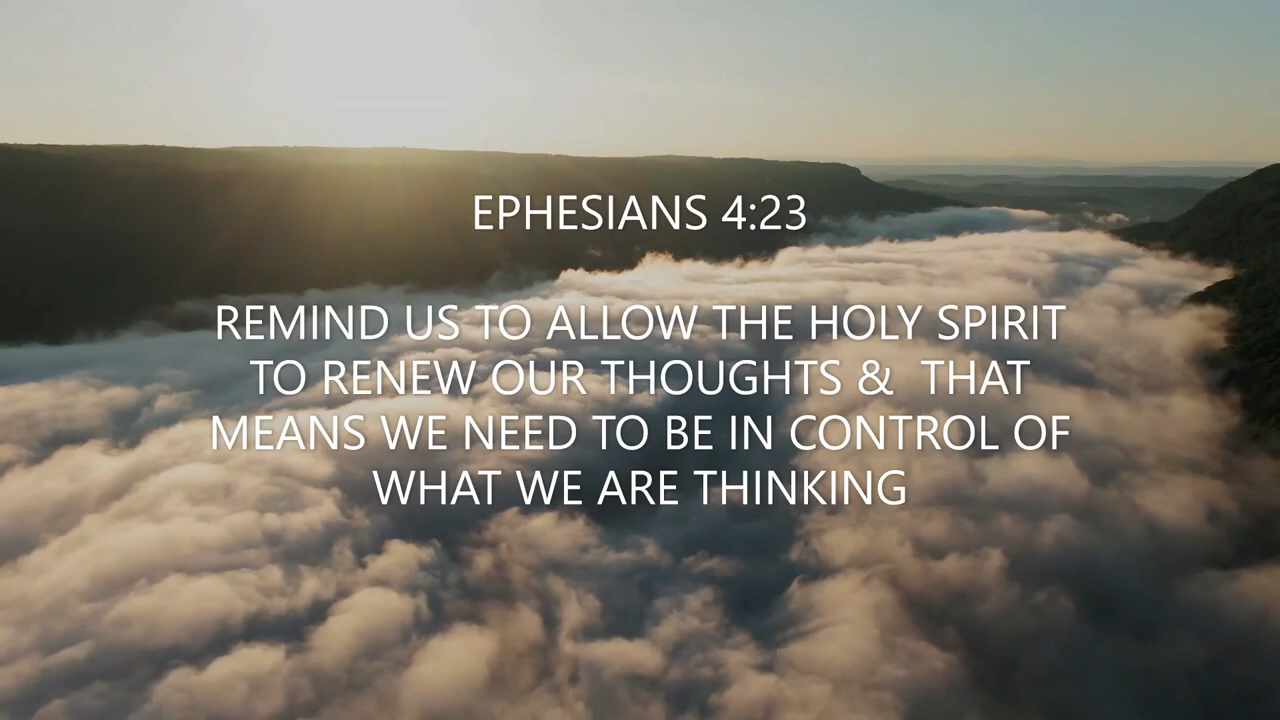 EPHESIANS 4:23
REMIND US TO ALLOW THE HOLY SPIRIT
TO RENEW OUR THOUGHTS &  THAT
MEANS WE NEED TO BE IN CONTROL OF
WHAT WE ARE THINKING